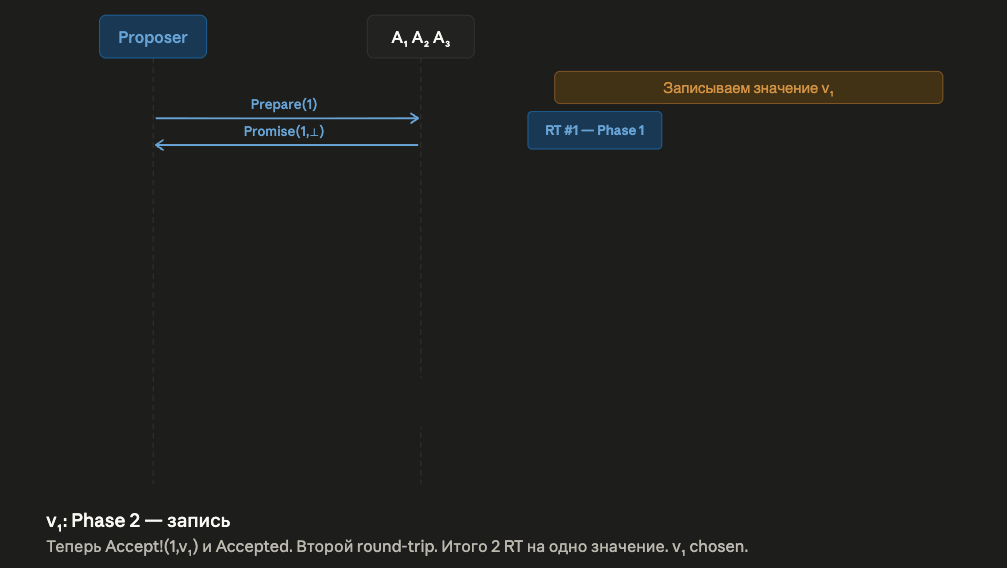 Proposer
A₁ A₂ A₃
Записываем значение v₁
Prepare(1)
Promise(1,⊥)
RT #1 — Phase 1
v₁: Phase 2 — запись
Теперь Accept!(1,v₁) и Accepted. Второй round-trip. Итого 2 RT на одно значение. v₁ chosen.